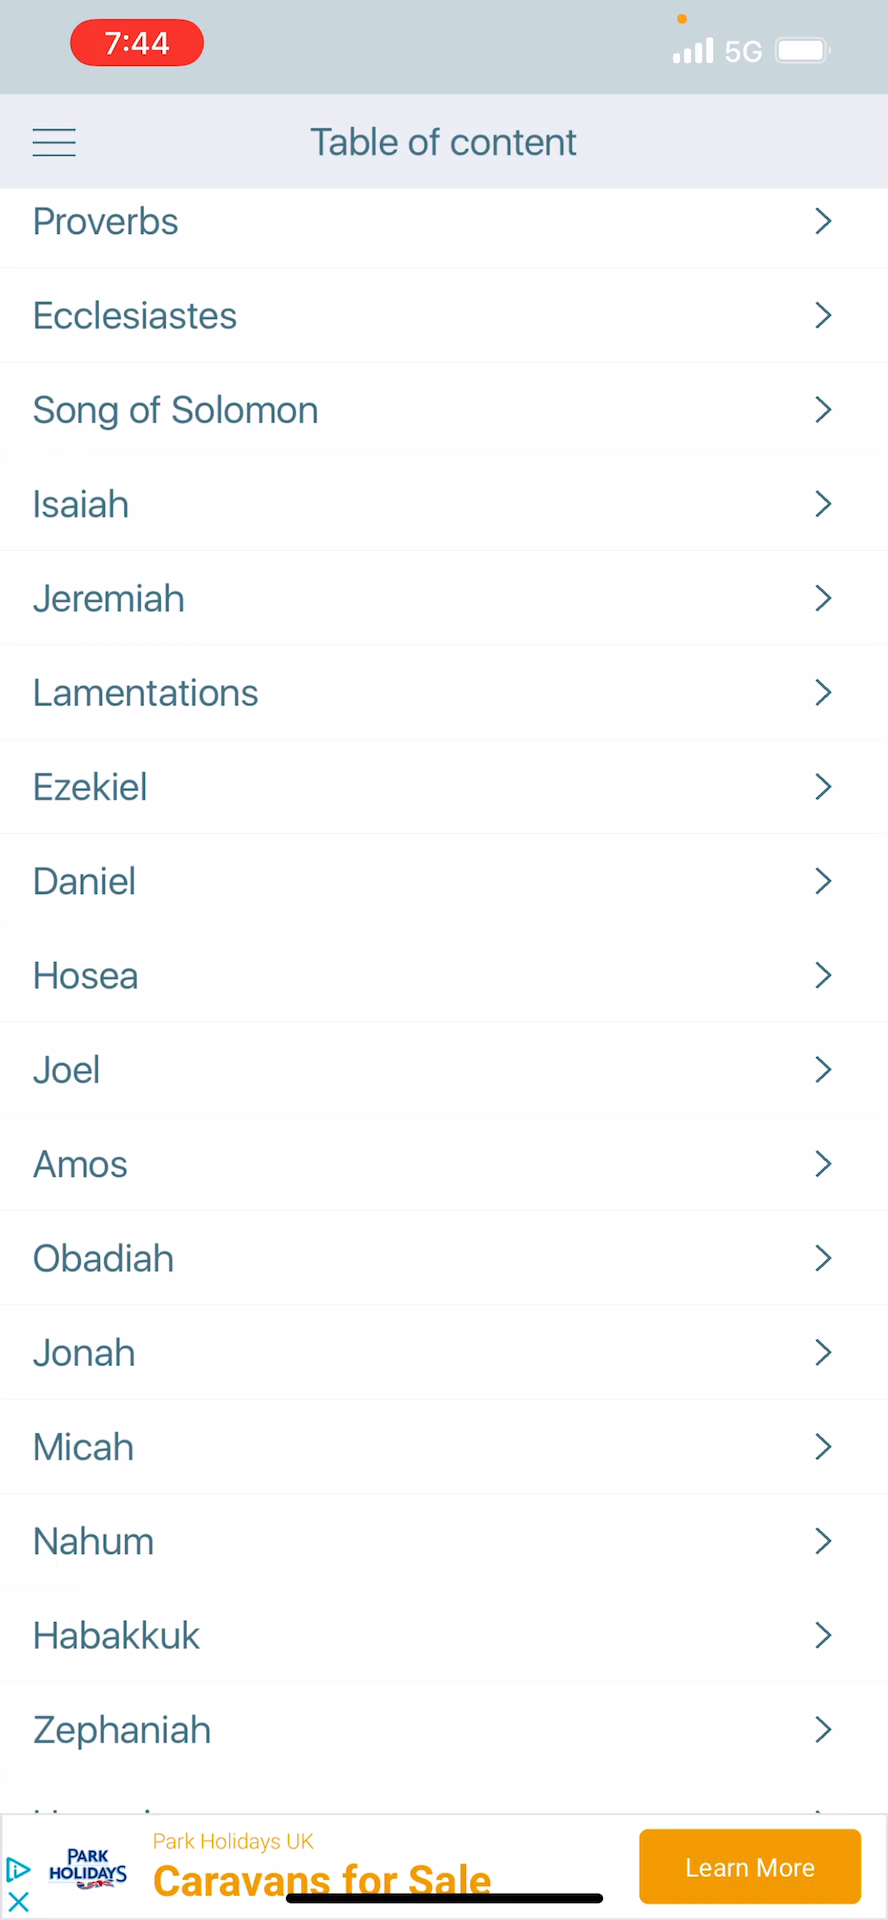 7:44
5G
Table of content
Proverbs
Ecclesiastes
Song of Solomon
Isaiah
Jeremiah
Lamentations
Ezekiel
Daniel
Hosea
Joel
Amos
Obadiah
Jonah
Micah
Nahum
Habakkuk
Zephaniah
PARK
HOLIDAYS
Park Holidays UK
Caravans for Sale
Learn More